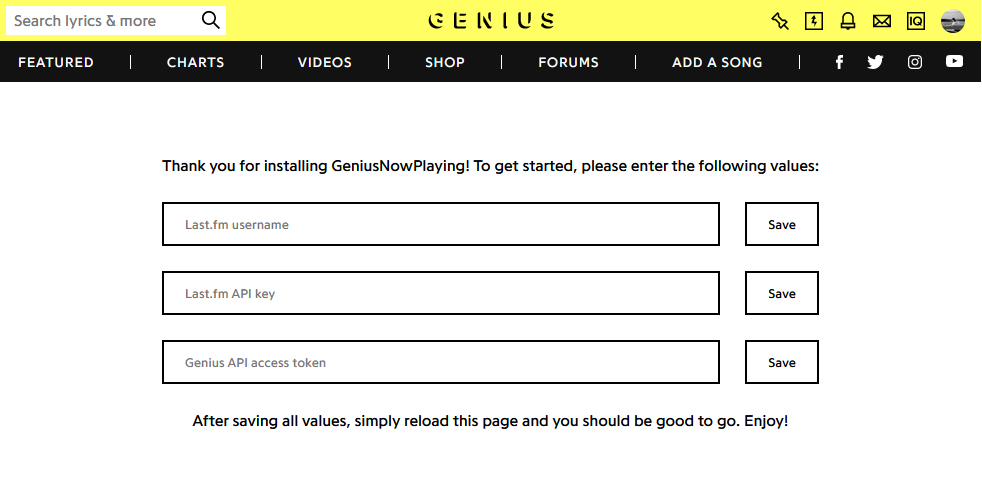 Search lyrics & more
GENIUS
IQ
FEATURED
CHARTS
VIDEOS
SHOP
FORUMS
ADD A SONG
Thank you for installing GeniusNowPlaying! To get started, please enter the following values:
Last.fm username
Save
Last.fm API key
Save
Genius API access token
Save
After saving all values, simply reload this page and you should be good to go. Enjoy!